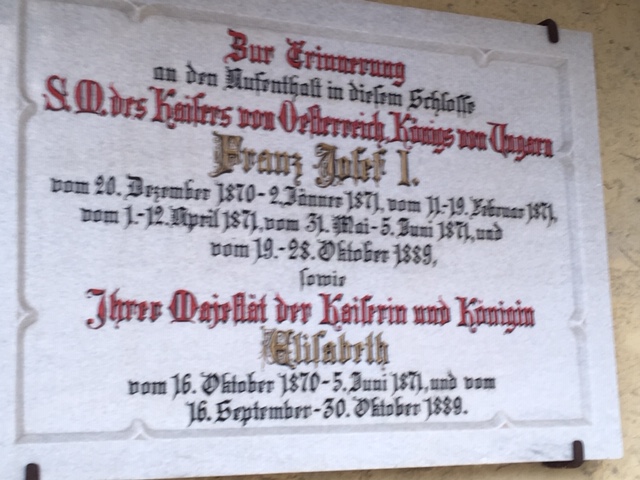 Zur Erinnerung
an den Aufenthalt in diesem Schlosse
S. M. des Kaisers von Oesterreich, Königs von Ungarn
Franz Josef I.
vom 20. Dezember 1870-2. Jänner 1871, vom 11.-19. Februar 1871,
vom 1.-12. April 1871, vom 31. Mai-5. Juni 1871, und
vom 19.-28. Oktober 1889,
sowie
Ihrer Majestät der Kaiserin und Königin
Elisabeth
vom 16. Oktober 1870-5. Juni 1871, und vom
16. September-30. Oktober 1889.